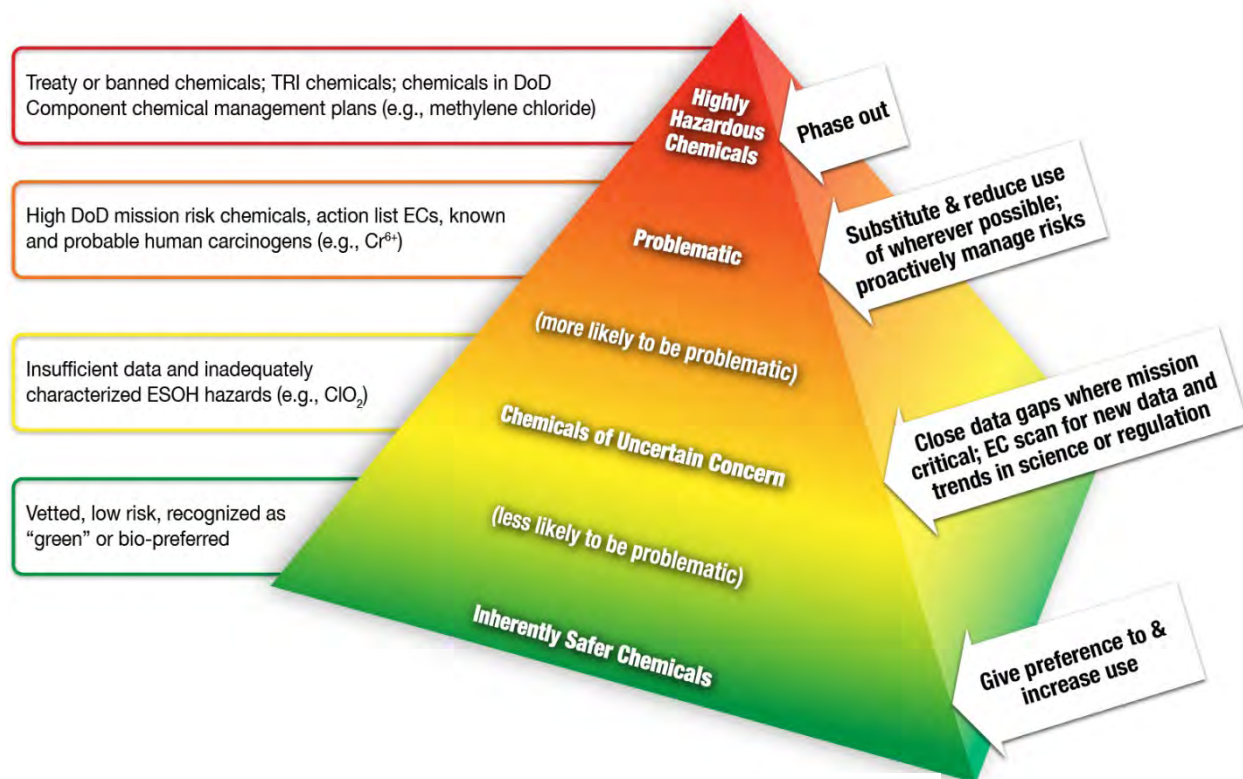 Treaty or banned chemicals; TRI chemicals; chemicals in DoD
Component chemical management plans (e.g., methylene chloride)
Highly
Hazardous
Chemicals
Phase out
High DoD mission risk chemicals, action list ECs, known
and probable human carcinogens (e.g., Cr⁶⁺)
Problematic
Substitute & reduce use
of wherever possible;
proactively manage risks
(more likely to be problematic)
Insufficient data and inadequately
characterized ESOH hazards (e.g., ClO₂)
Chemicals of Uncertain Concern
Close data gaps where mission
critical; EC scan for new data and
trends in science or regulation
Vetted, low risk, recognized as
“green” or bio-preferred
(less likely to be problematic)
Inherently Safer Chemicals
Give preference to &
increase use